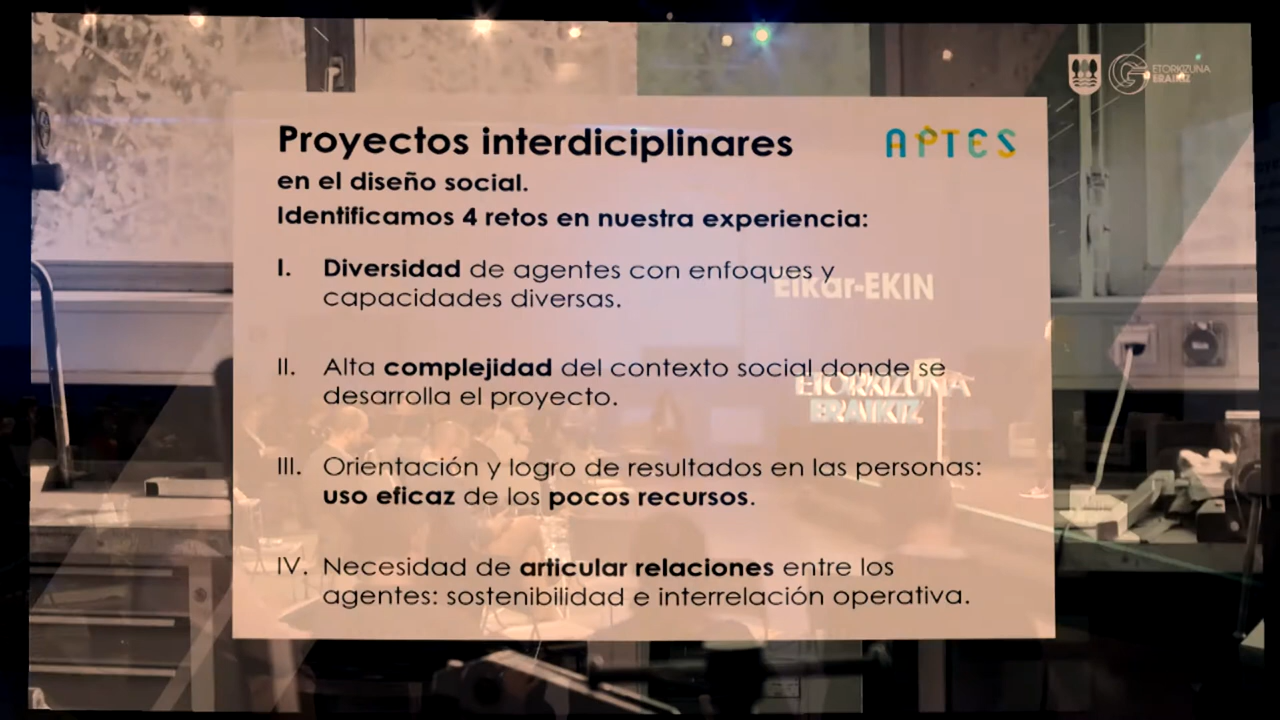 ETORKIZUNA
ERAIKIZ
Proyectos interdiciplinares
APTES
en el diseño social.
Identificamos 4 retos en nuestra experiencia:
I. Diversidad de agentes con enfoques y
capacidades diversas.
Elkar-EKIN
II. Alta complejidad del contexto social donde se
desarrolla el proyecto.
ETORKIZUNA
ERAIKIZ
III. Orientación y logro de resultados en las personas:
uso eficaz de los pocos recursos.
IV. Necesidad de articular relaciones entre los
agentes: sostenibilidad e interrelación operativa.